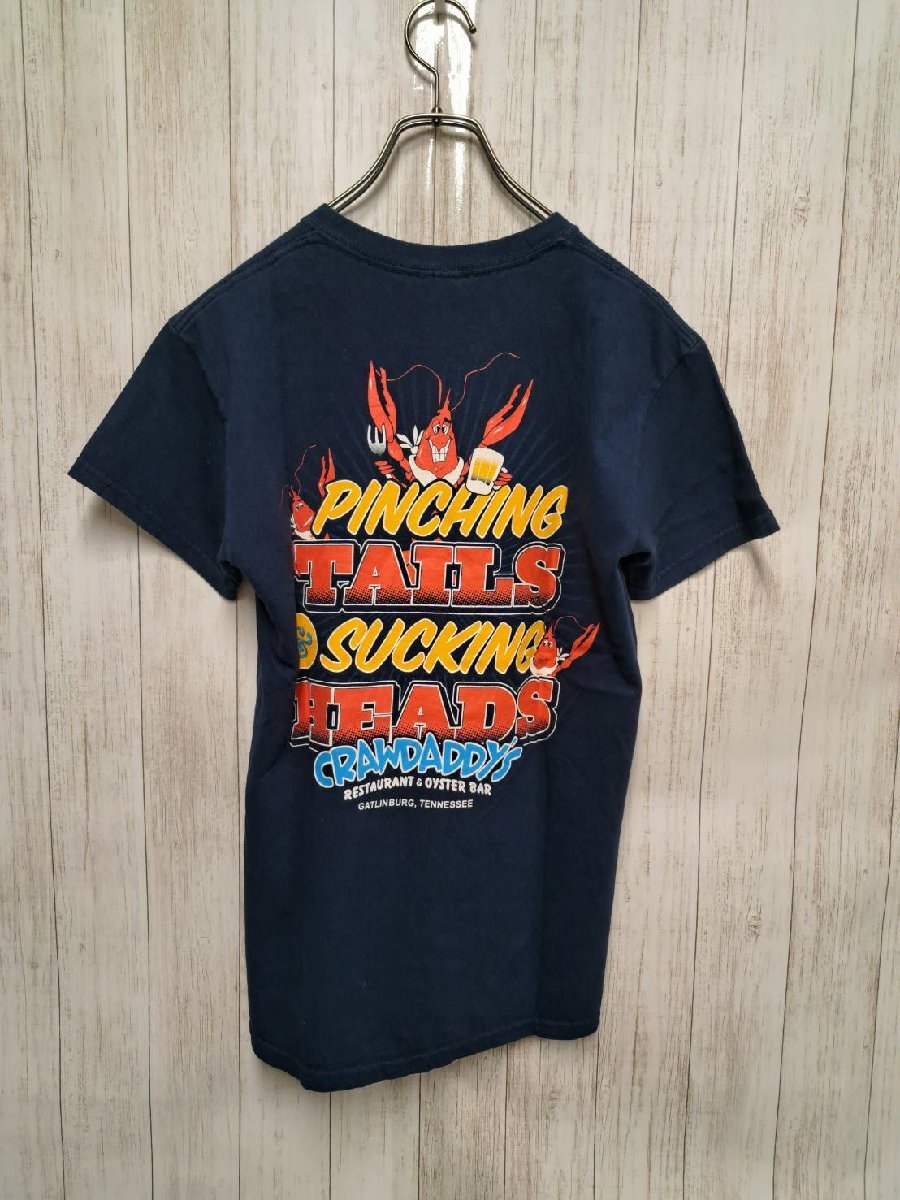 PINCHING
TAILS
& SUCKING
HEADS
CRAWDADDY'S
RESTAURANT & OYSTER BAR
GATLINBURG, TENNESSEE